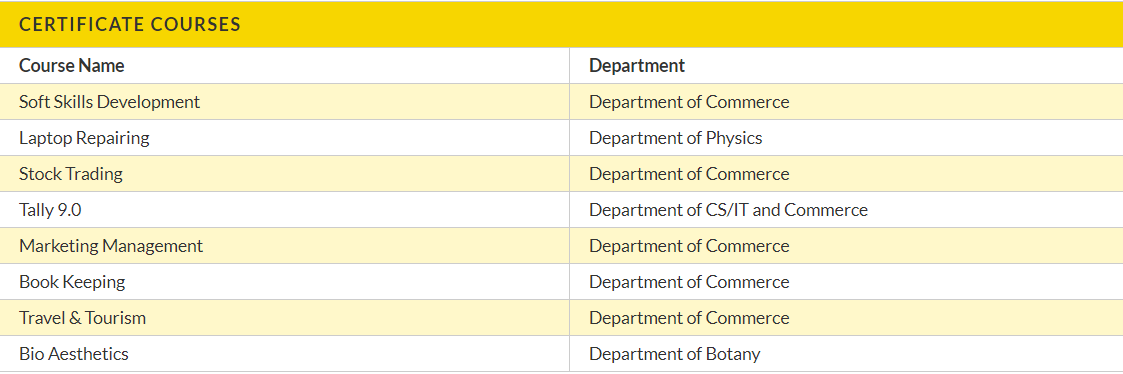 CERTIFICATE COURSES
Course Name Department
Soft Skills Development Department of Commerce
Laptop Repairing Department of Physics
Stock Trading Department of Commerce
Tally 9.0 Department of CS/IT and Commerce
Marketing Management Department of Commerce
Book Keeping Department of Commerce
Travel & Tourism Department of Commerce
Bio Aesthetics Department of Botany